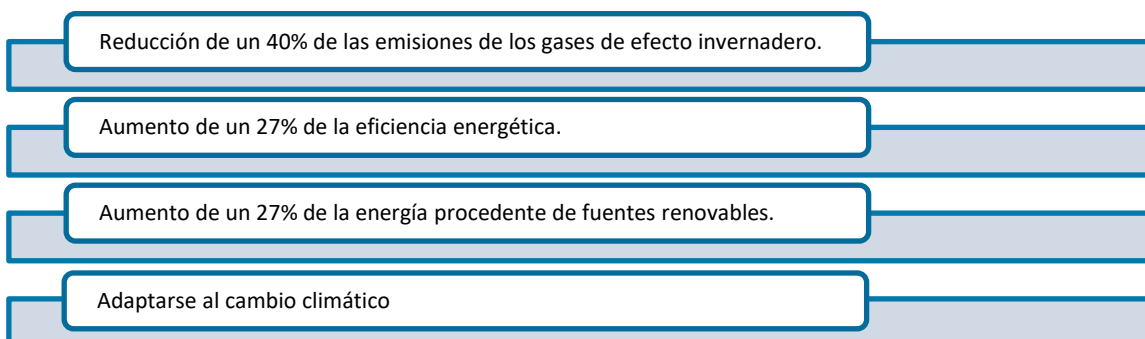 Reducción de un 40% de las emisiones de los gases de efecto invernadero.
Aumento de un 27% de la eficiencia energética.
Aumento de un 27% de la energía procedente de fuentes renovables.
Adaptarse al cambio climático